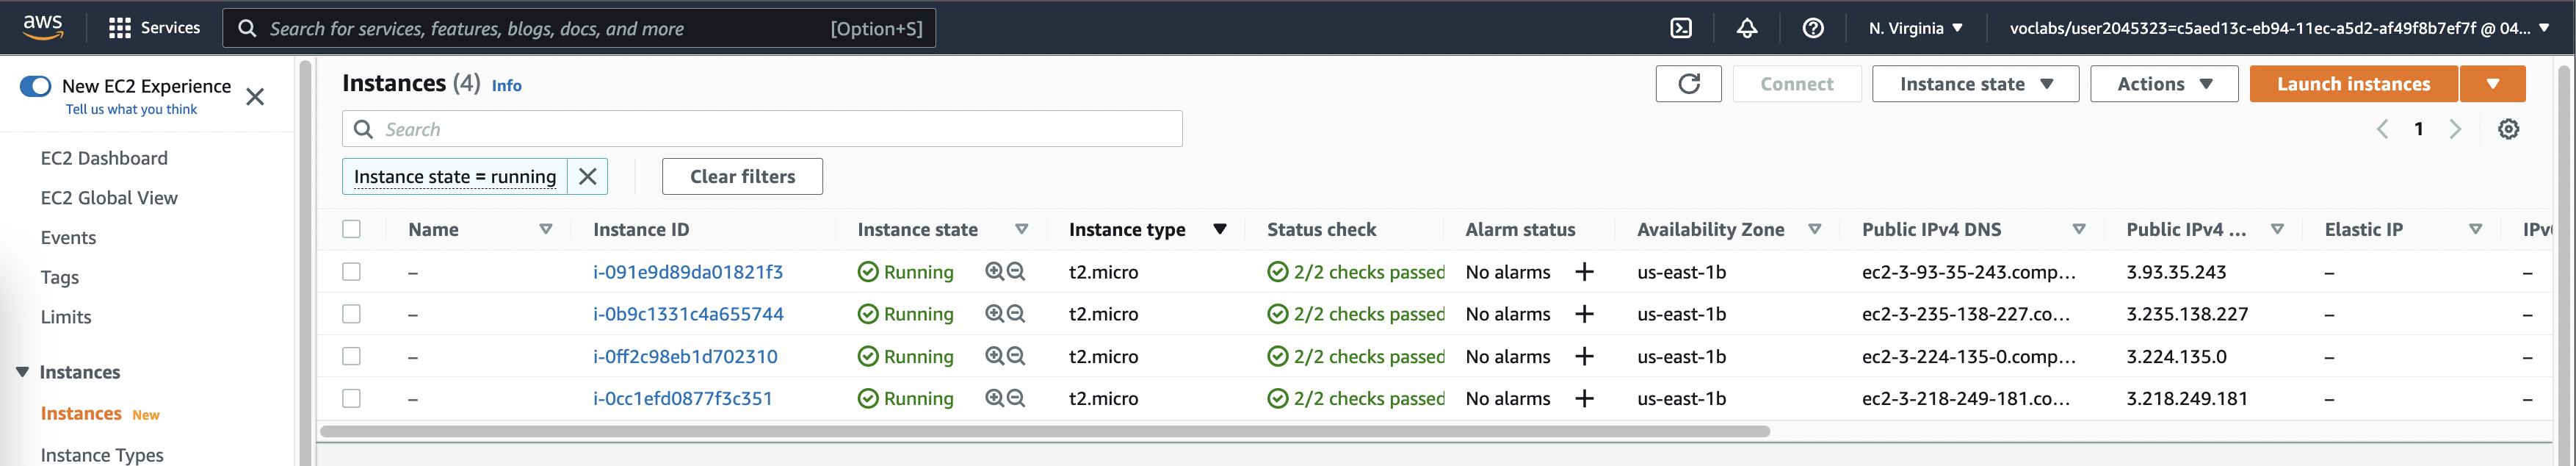 aws Services Search for services, features, blogs, docs, and more [Option+S] N. Virginia voclabs/user2045323=c5aed13c-eb94-11ec-a5d2-af49f8b7ef7f @ 04...
New EC2 Experience
Tell us what you think
EC2 Dashboard
EC2 Global View
Events
Tags
Limits
Instances
Instances New
Instance Types
Instances (4) Info Connect Instance state Actions Launch instances
Search 1
Instance state = running Clear filters
Name Instance ID Instance state Instance type Status check Alarm status Availability Zone Public IPv4 DNS Public IPv4 ... Elastic IP
– i-091e9d89da01821f3 Running t2.micro 2/2 checks passed No alarms + us-east-1b ec2-3-93-35-243.comp... 3.93.35.243 – –
– i-0b9c1331c4a655744 Running t2.micro 2/2 checks passed No alarms + us-east-1b ec2-3-235-138-227.co... 3.235.138.227 – –
– i-0ff2c98eb1d702310 Running t2.micro 2/2 checks passed No alarms + us-east-1b ec2-3-224-135-0.comp... 3.224.135.0 – –
– i-0cc1efd0877f3c351 Running t2.micro 2/2 checks passed No alarms + us-east-1b ec2-3-218-249-181.co... 3.218.249.181 – –